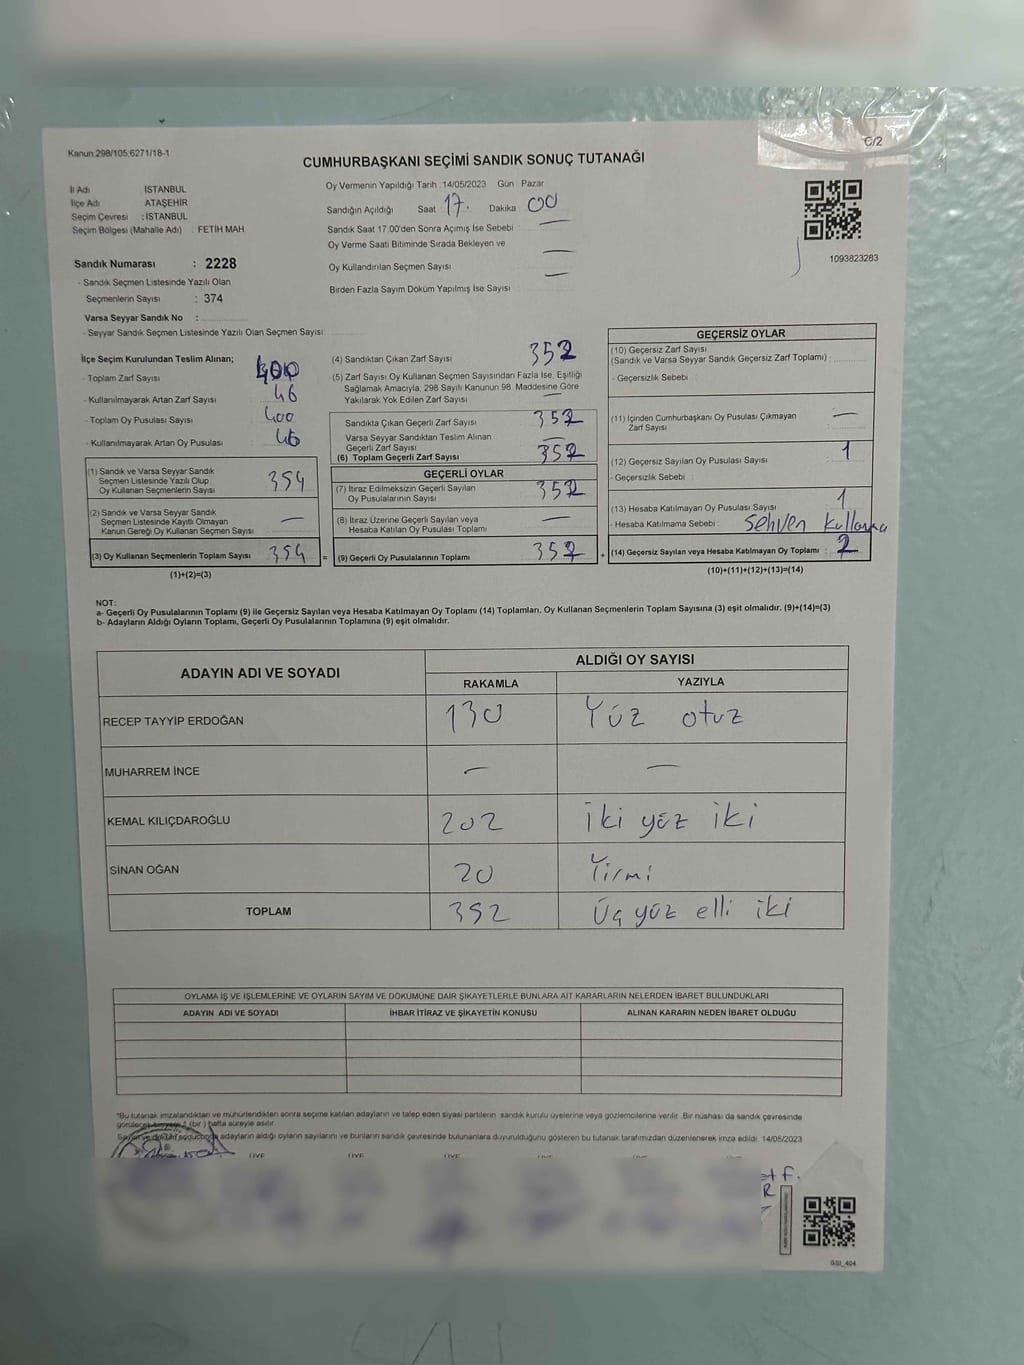 Kanun:298/105;6271/18-1
C/2
CUMHURBAŞKANI SEÇİMİ SANDIK SONUÇ TUTANAĞI
İl Adı : İSTANBUL
İlçe Adı : ATAŞEHİR
Seçim Çevresi : İSTANBUL
Seçim Bölgesi (Mahalle Adı) : FETİH MAH
Sandık Numarası : 2228
- Sandık Seçmen Listesinde Yazılı Olan
Seçmenlerin Sayısı : 374
Varsa Seyyar Sandık No :
- Seyyar Sandık Seçmen Listesinde Yazılı Olan Seçmen Sayısı:
Oy Vermenin Yapıldığı Tarih : 14/05/2023 Gün : Pazar
Sandığın Açıldığı Saat 17. Dakika 00
Sandık Saat 17.00'den Sonra Açımış İse Sebebi : —
Oy Verme Saati Bitiminde Sırada Bekleyen ve
Oy Kullandırılan Seçmen Sayısı —
Birden Fazla Sayım Döküm Yapılmış İse Sayısı : —
1093823283
İlçe Seçim Kurulundan Teslim Alınan;
- Toplam Zarf Sayısı : 400
- Kullanılmayarak Artan Zarf Sayısı : 46
- Toplam Oy Pusulası Sayısı : 400
- Kullanılmayarak Artan Oy Pusulası : 46
(1) Sandık ve Varsa Seyyar Sandık
Seçmen Listesinde Yazılı Olup
Oy Kullanan Seçmenlerin Sayısı : 354
(2) Sandık ve Varsa Seyyar Sandık
Seçmen Listesinde Kayıtlı Olmayan
Kanun Gereği Oy Kullanan Seçmen Sayısı : —
(3) Oy Kullanan Seçmenlerin Toplam Sayısı : 354 =
(1)+(2)=(3)
(4) Sandıktan Çıkan Zarf Sayısı : 352
(5) Zarf Sayısı Oy Kullanan Seçmen Sayısından Fazla İse, Eşitliği
Sağlamak Amacıyla, 298 Sayılı Kanunun 98. Maddesine Göre
Yakılarak Yok Edilen Zarf Sayısı —
Sandıkta Çıkan Geçerli Zarf Sayısı : 352
Varsa Seyyar Sandıktan Teslim Alınan
Geçerli Zarf Sayısı : —
(6) Toplam Geçerli Zarf Sayısı : 352
GEÇERLİ OYLAR
(7) İtiraz Edilmeksizin Geçerli Sayılan
Oy Pusulalarının Sayısı : 352
(8) İtiraz Üzerine Geçerli Sayılan veya
Hesaba Katılan Oy Pusulası Toplamı : —
(9) Geçerli Oy Pusulalarının Toplamı : 352 +
GEÇERSİZ OYLAR
(10) Geçersiz Zarf Sayısı
(Sandık ve Varsa Seyyar Sandık Geçersiz Zarf Toplamı) :
- Geçersizlik Sebebi :
(11) İçinden Cumhurbaşkanı Oy Pusulası Çıkmayan
Zarf Sayısı : —
(12) Geçersiz Sayılan Oy Pusulası Sayısı : 1
- Geçersizlik Sebebi :
(13) Hesaba Katılmayan Oy Pusulası Sayısı : 1
- Hesaba Katılmama Sebebi : Sehven
(14) Geçersiz Sayılan veya Hesaba Katılmayan Oy Toplamı : 2
(10)+(11)+(12)+(13)=(14)
NOT:
a- Geçerli Oy Pusulalarının Toplamı (9) ile Geçersiz Sayılan veya Hesaba Katılmayan Oy Toplamı (14) Toplamları, Oy Kullanan Seçmenlerin Toplam Sayısına (3) eşit olmalıdır. (9)+(14)=(3)
b- Adayların Aldığı Oyların Toplamı, Geçerli Oy Pusulalarının Toplamına (9) eşit olmalıdır.
ADAYIN ADI VE SOYADI ALDIĞI OY SAYISI
RAKAMLA YAZIYLA
RECEP TAYYİP ERDOĞAN 130 Yüz otuz
MUHARREM İNCE — —
KEMAL KILIÇDAROĞLU 202 iki yüz iki
SİNAN OĞAN 20 Yirmi
TOPLAM 352 Üç yüz elli iki
OYLAMA İŞ VE İŞLEMLERİNE VE OYLARIN SAYIM VE DÖKÜMÜNE DAİR ŞİKAYETLERLE BUNLARA AİT KARARLARIN NELERDEN İBARET BULUNDUKLARI
ADAYIN ADI VE SOYADI İHBAR İTİRAZ VE ŞİKAYETİN KONUSU ALINAN KARARIN NEDEN İBARET OLDUĞU
*Bu tutanak imzalandıktan ve mühürlendikten sonra seçime katılan adayların ve talep eden siyasi partilerin sandık kurulu üyelerine veya gözlemcilerine verilir. Bir nüshası da sandık çevresinde
görülecek bir yere 1 (bir) hafta süreyle asılır.
adayların aldığı oyların sayılarını ve bunların sandık çevresinde bulunanlara duyurulduğunu gösteren bu tutanak tarafımızdan düzenlenerek imza edildi. 14/05/2023
GSI_404